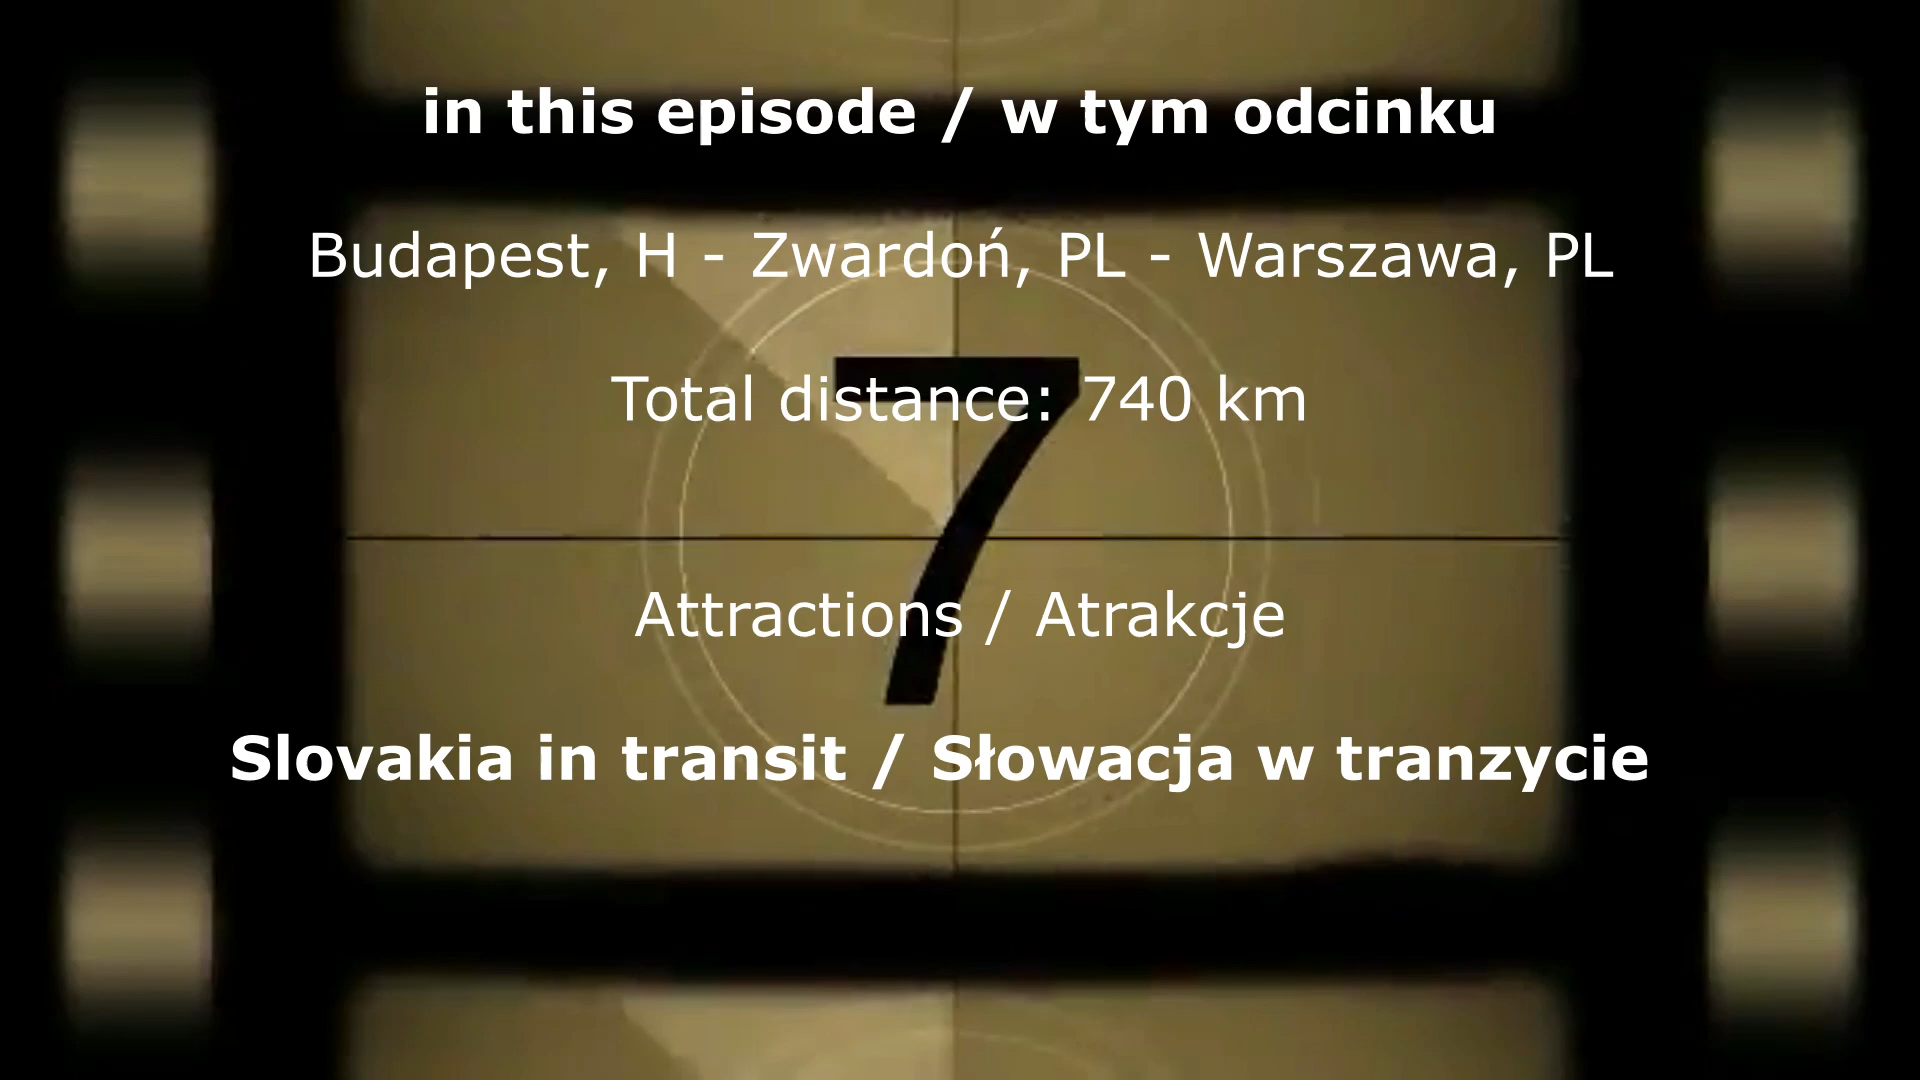 in this episode / w tym odcinku
Budapest, H - Zwardoń, PL - Warszawa, PL
Total distance: 740 km
7
Attractions / Atrakcje
Slovakia in transit / Słowacja w tranzycie